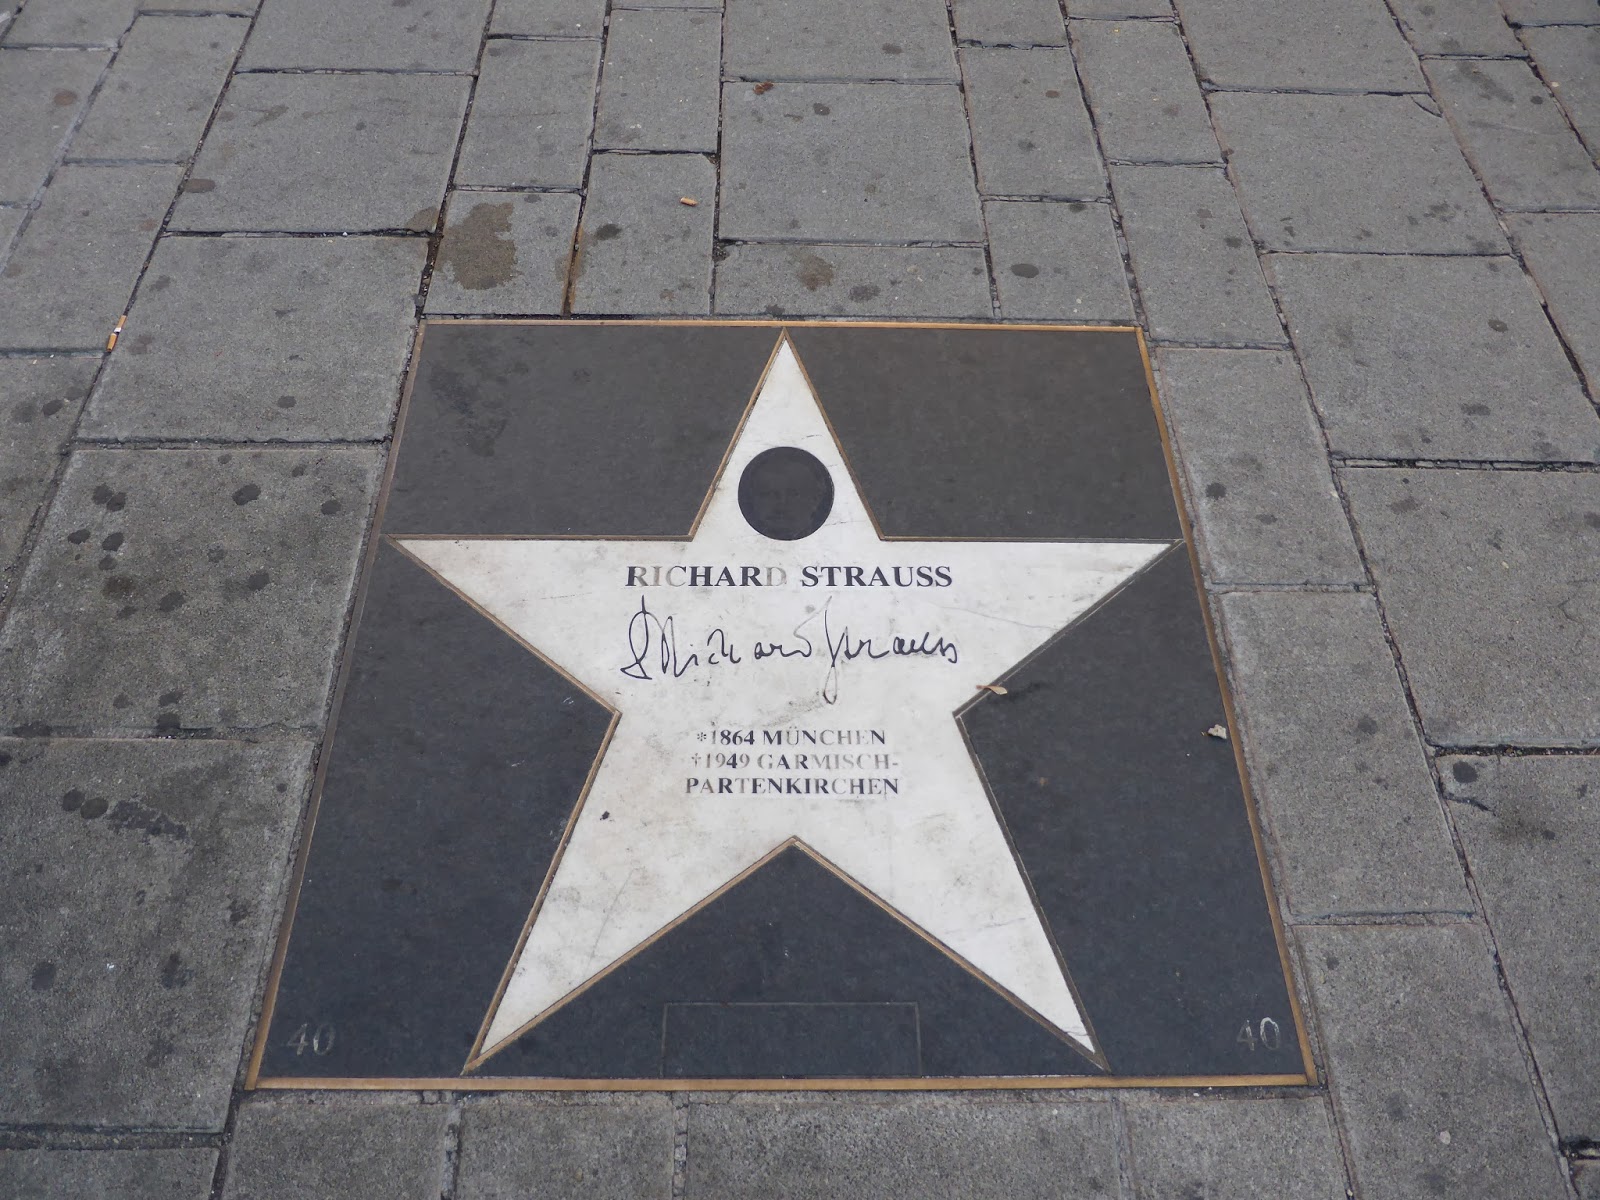 RICHARD STRAUSS
Richard Strauss
*1864 MÜNCHEN
†1949 GARMISCH-
PARTENKIRCHEN
40 40